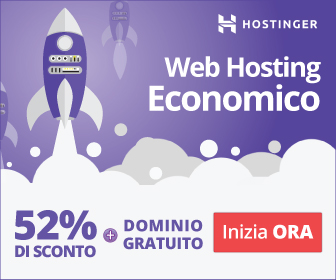 HOSTINGER
Web Hosting
Economico
52%
DI SCONTO
+
DOMINIO
GRATUITO
Inizia ORA